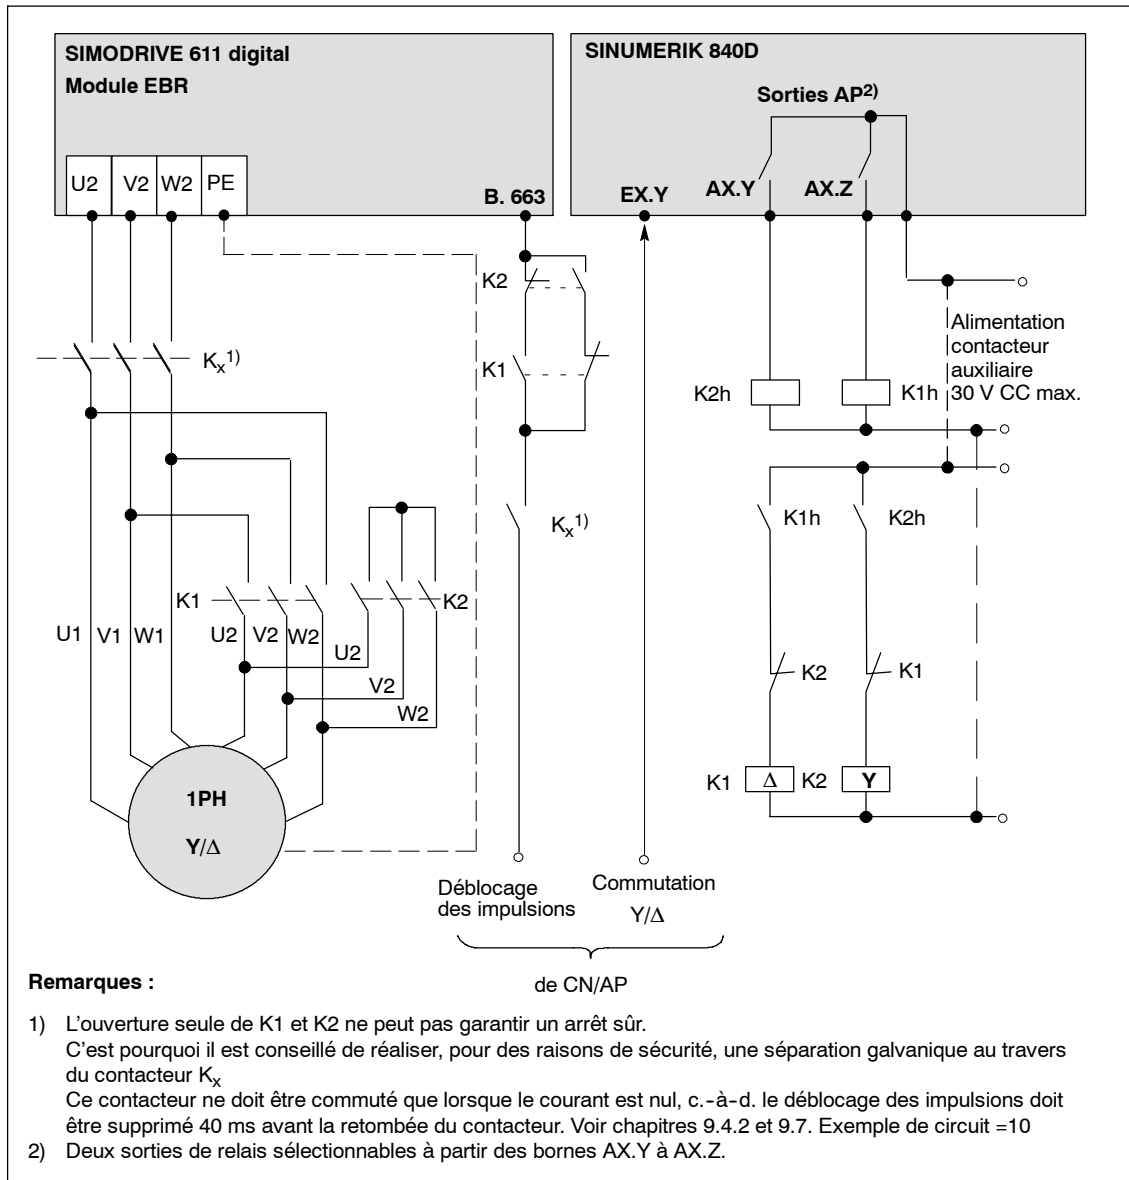 SIMODRIVE 611 digital
Module EBR
U2 V2 W2 PE
B. 663
SINUMERIK 840D
Sorties AP2)
EX.Y AX.Y AX.Z
K2
K1
Kx1)
Kx1)
Alimentation
contacteur
auxiliaire
30 V CC max.
K2h K1h
K1h K2h
K1 K2
U1 V1 W1 U2 V2 W2
U2
V2
W2
K2 K1
K1 Δ K2 Y
1PH
Y/Δ
Déblocage
des impulsions
Commutation
Y/Δ
de CN/AP
Remarques :
1) L'ouverture seule de K1 et K2 ne peut pas garantir un arrêt sûr.
C'est pourquoi il est conseillé de réaliser, pour des raisons de sécurité, une séparation galvanique au travers
du contacteur Kx
Ce contacteur ne doit être commuté que lorsque le courant est nul, c.-à-d. le déblocage des impulsions doit
être supprimé 40 ms avant la retombée du contacteur. Voir chapitres 9.4.2 et 9.7. Exemple de circuit =10
2) Deux sorties de relais sélectionnables à partir des bornes AX.Y à AX.Z.